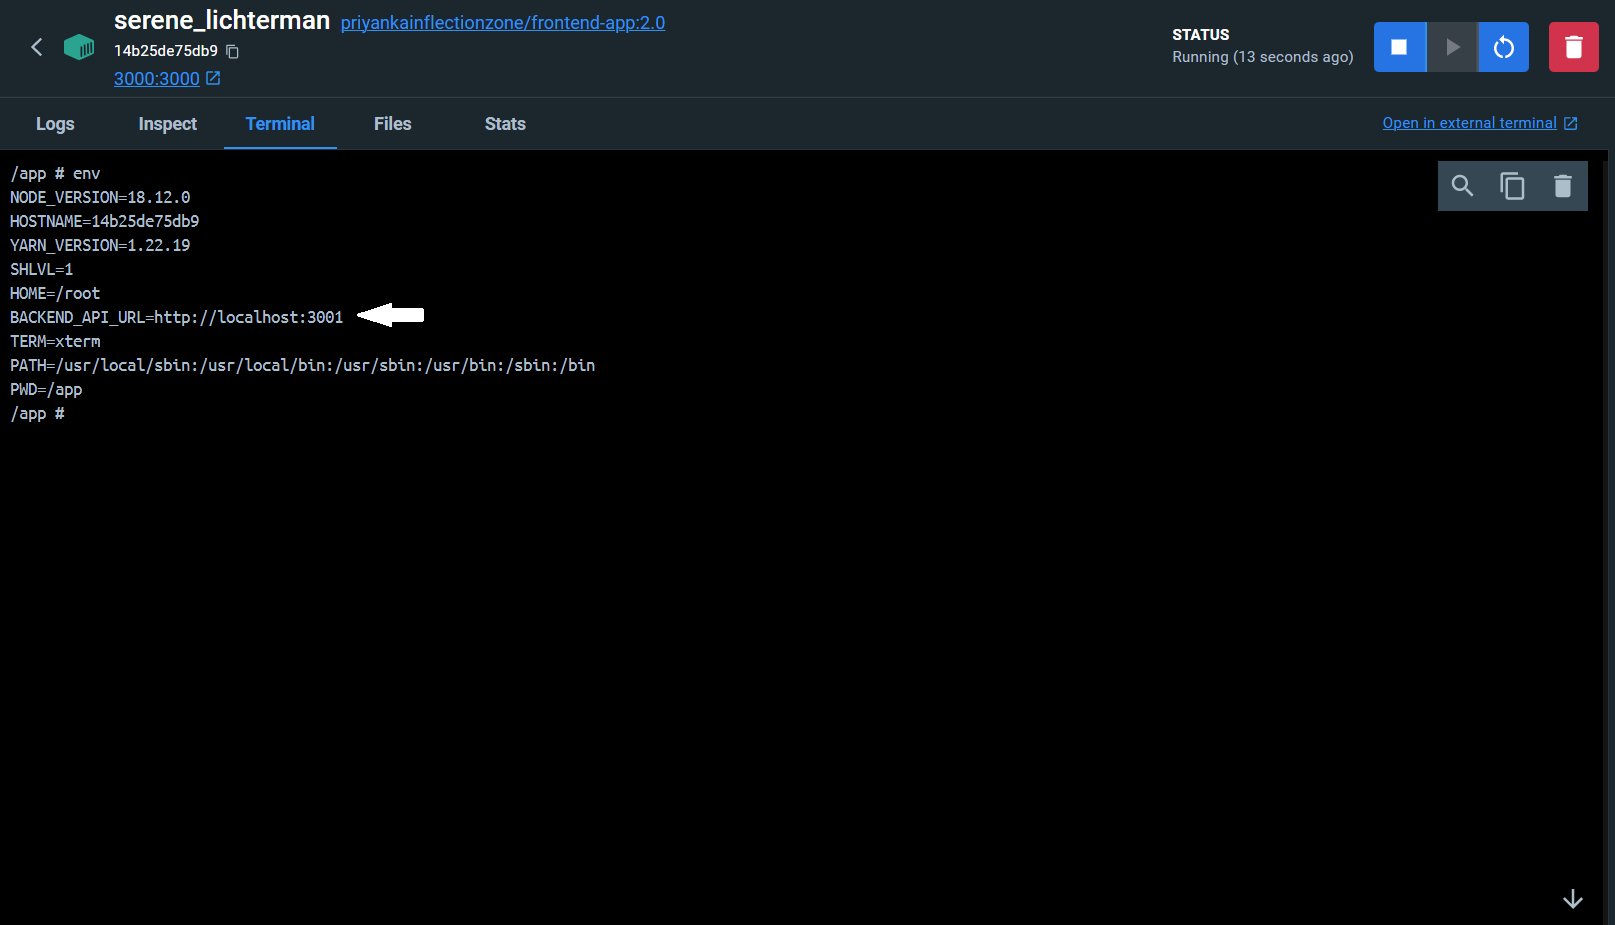 serene_lichterman priyankainflectionzone/frontend-app:2.0
14b25de75db9
3000:3000
STATUS
Running (13 seconds ago)
Logs Inspect Terminal Files Stats Open in external terminal
/app # env
NODE_VERSION=18.12.0
HOSTNAME=14b25de75db9
YARN_VERSION=1.22.19
SHLVL=1
HOME=/root
BACKEND_API_URL=http://localhost:3001
TERM=xterm
PATH=/usr/local/sbin:/usr/local/bin:/usr/sbin:/usr/bin:/sbin:/bin
PWD=/app
/app #